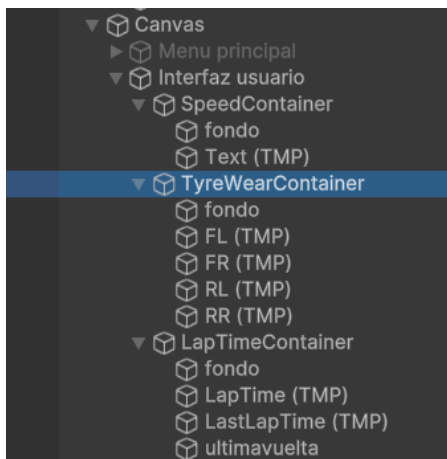 Canvas
Menu principal
Interfaz usuario
SpeedContainer
fondo
Text (TMP)
TyreWearContainer
fondo
FL (TMP)
FR (TMP)
RL (TMP)
RR (TMP)
LapTimeContainer
fondo
LapTime (TMP)
LastLapTime (TMP)
ultimavuelta